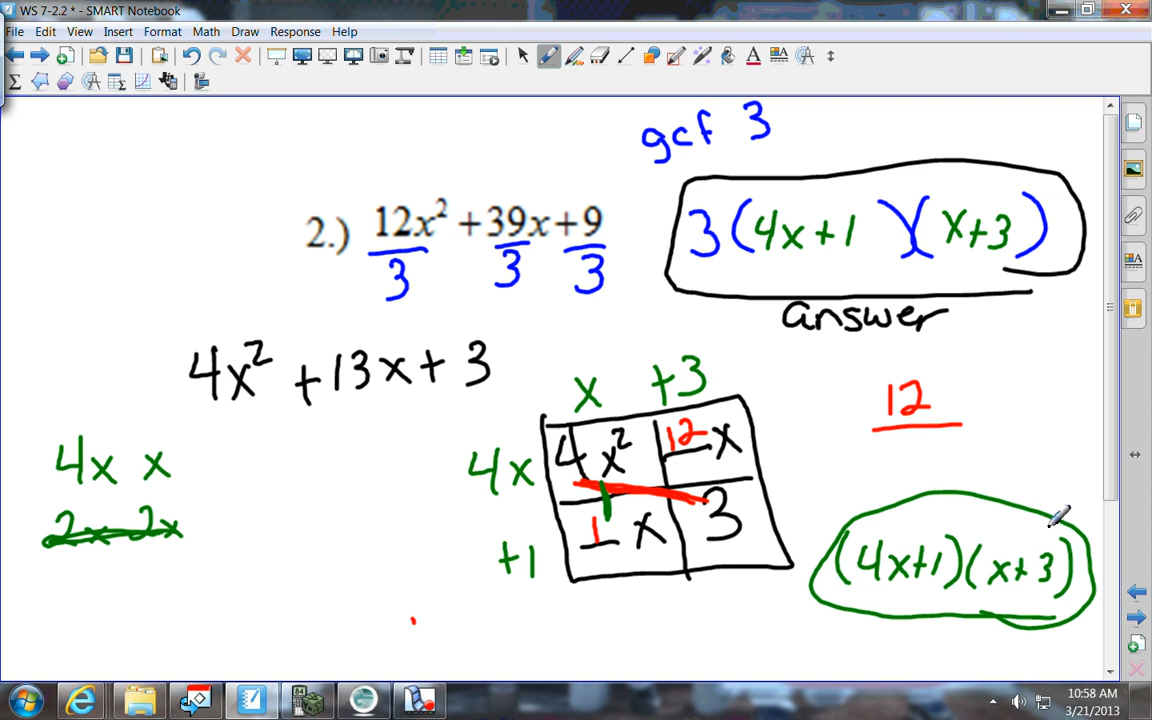 WS 7-2.2 * - SMART Notebook
File Edit View Insert Format Math Draw Response Help
gcf 3
2.) 12x² + 39x + 9
3 3 3
3 (4x+1 )(x+3)
answer
4x² + 13x + 3
x +3
12
4x x
4x 4x² 12x
2x 2x
+1 1x 3
(4x+1)(x+3)
10:58 AM
3/21/2013